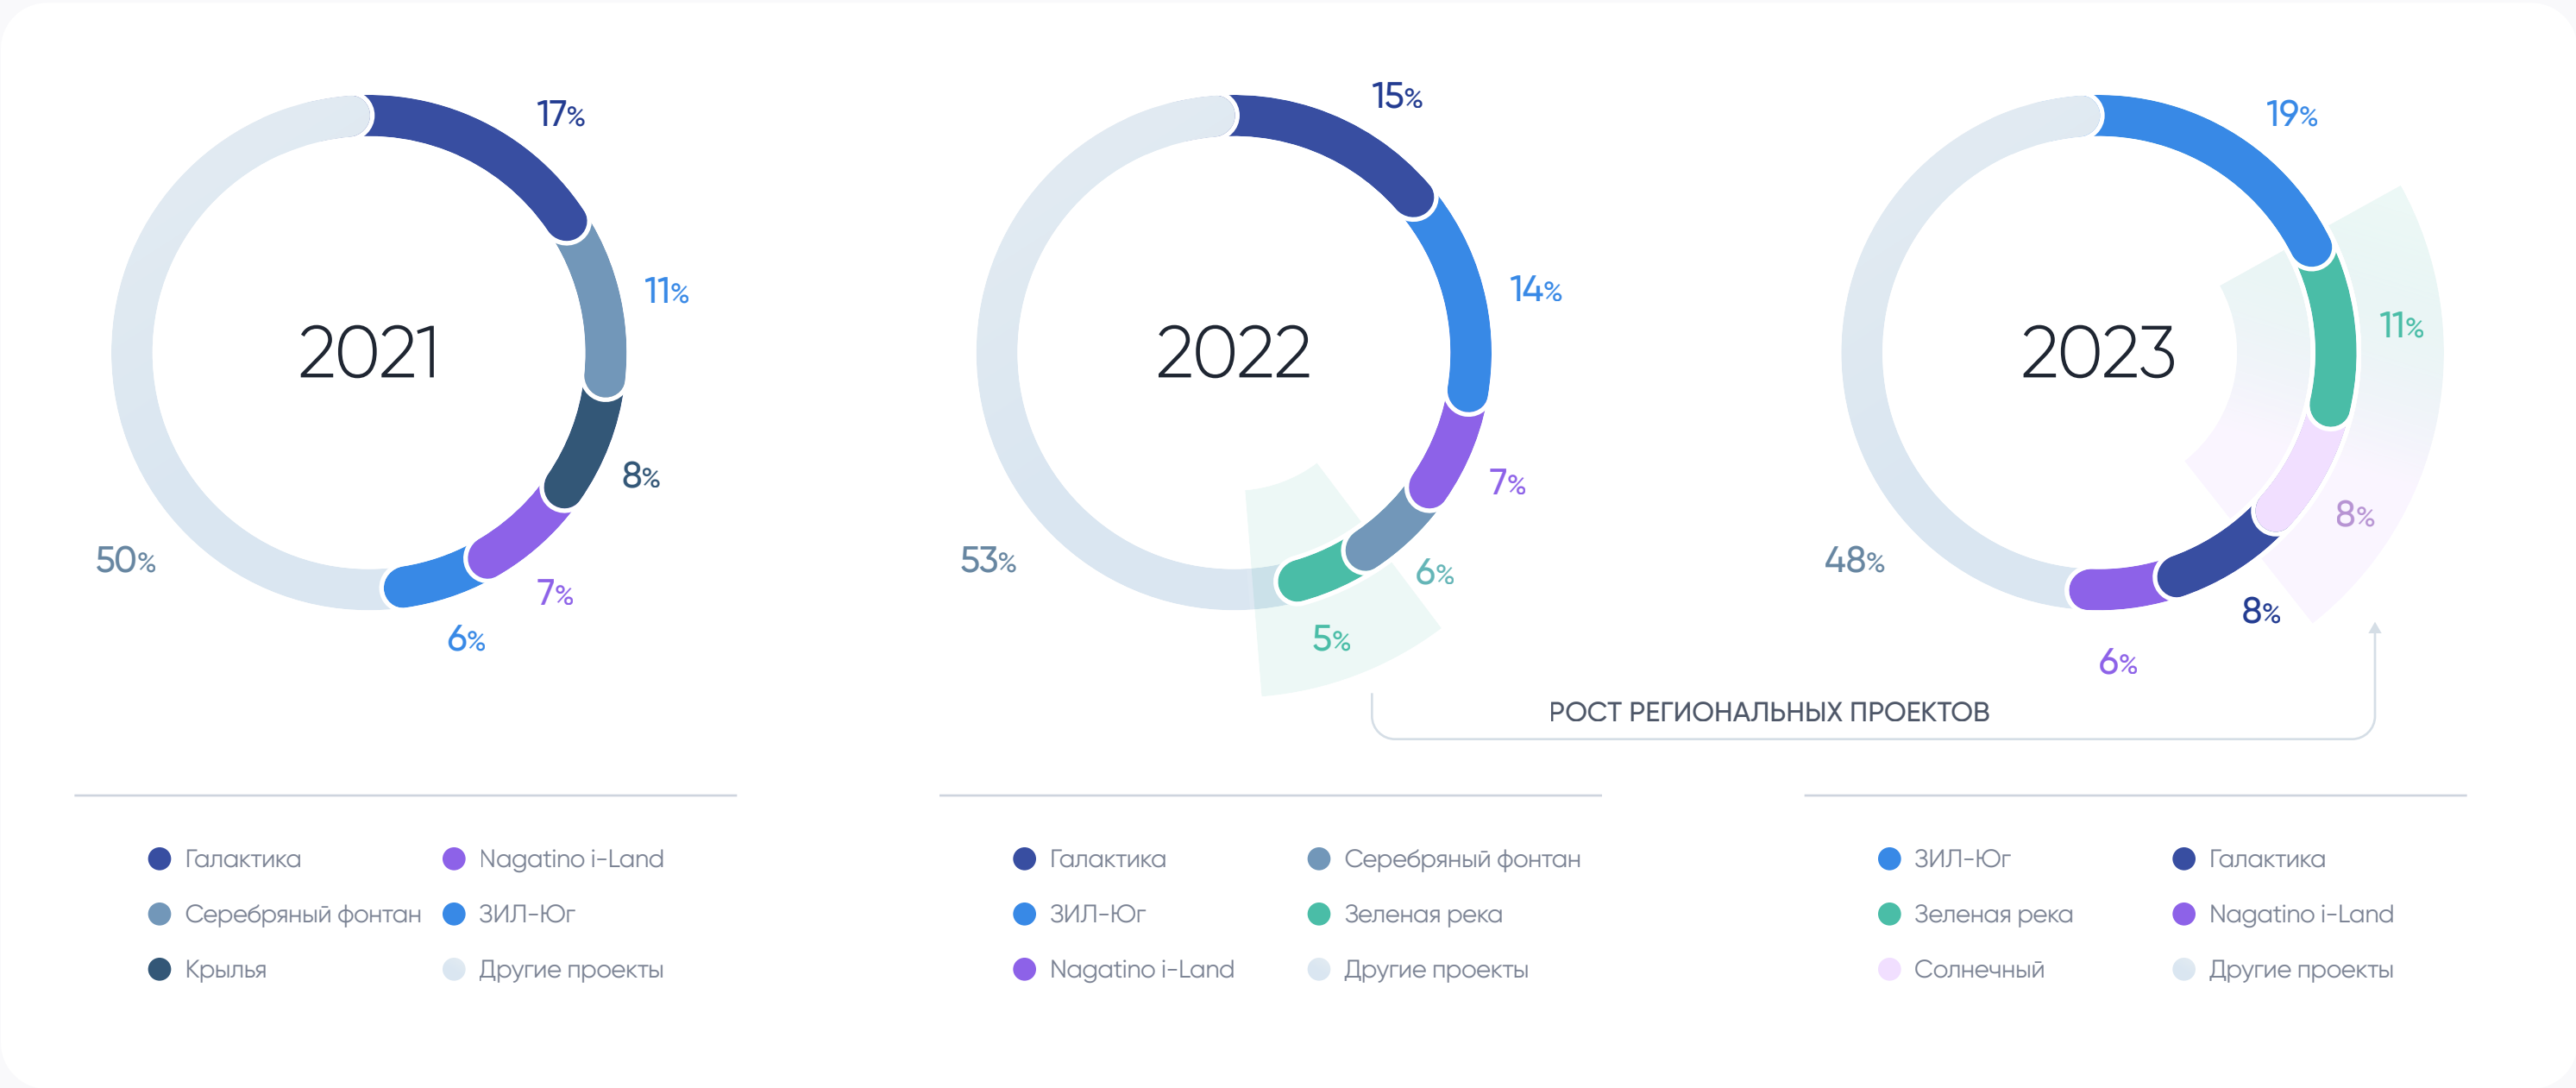 2021
17%
11%
8%
7%
6%
50%
Галактика
Серебряный фонтан
Крылья
Nagatino i-Land
ЗИЛ-Юг
Другие проекты
2022
15%
14%
7%
6%
5%
53%
Галактика
ЗИЛ-Юг
Nagatino i-Land
Серебряный фонтан
Зеленая река
Другие проекты
РОСТ РЕГИОНАЛЬНЫХ ПРОЕКТОВ
2023
19%
11%
8%
8%
6%
48%
ЗИЛ-Юг
Зеленая река
Солнечный
Галактика
Nagatino i-Land
Другие проекты